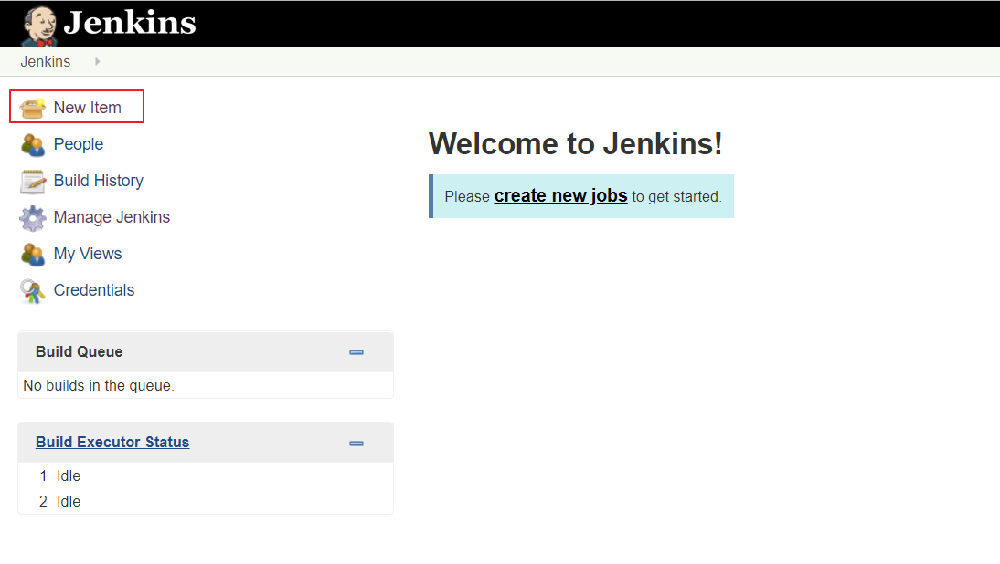 Jenkins
Jenkins
New Item
People
Build History
Manage Jenkins
My Views
Credentials
Welcome to Jenkins!
Please create new jobs to get started.
Build Queue
No builds in the queue.
Build Executor Status
1 Idle
2 Idle